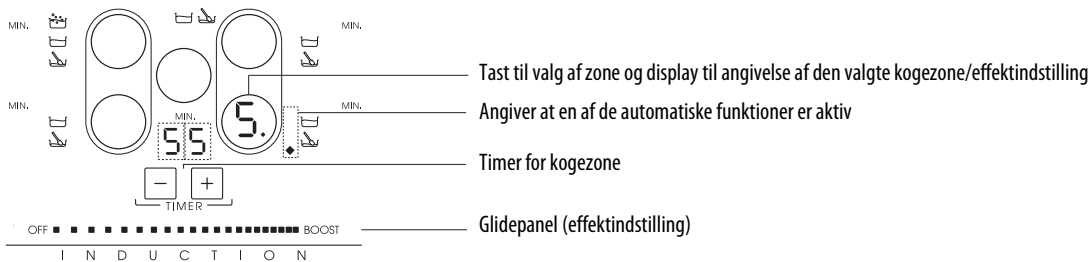 MIN.
MIN.
Tast til valg af zone og display til angivelse af den valgte kogezone/effektindstilling
MIN.
MIN.
Angiver at en af de automatiske funktioner er aktiv
MIN.
5.
55
Timer for kogezone
− +
TIMER
Glidepanel (effektindstilling)
OFF BOOST
INDUCTION